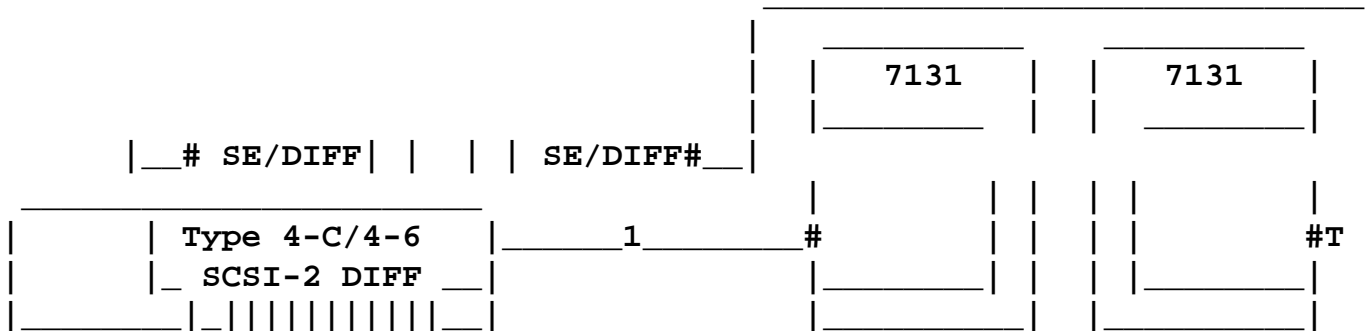 7131 7131
# SE/DIFF SE/DIFF#
Type 4-C/4-6 1 # #T
SCSI-2 DIFF